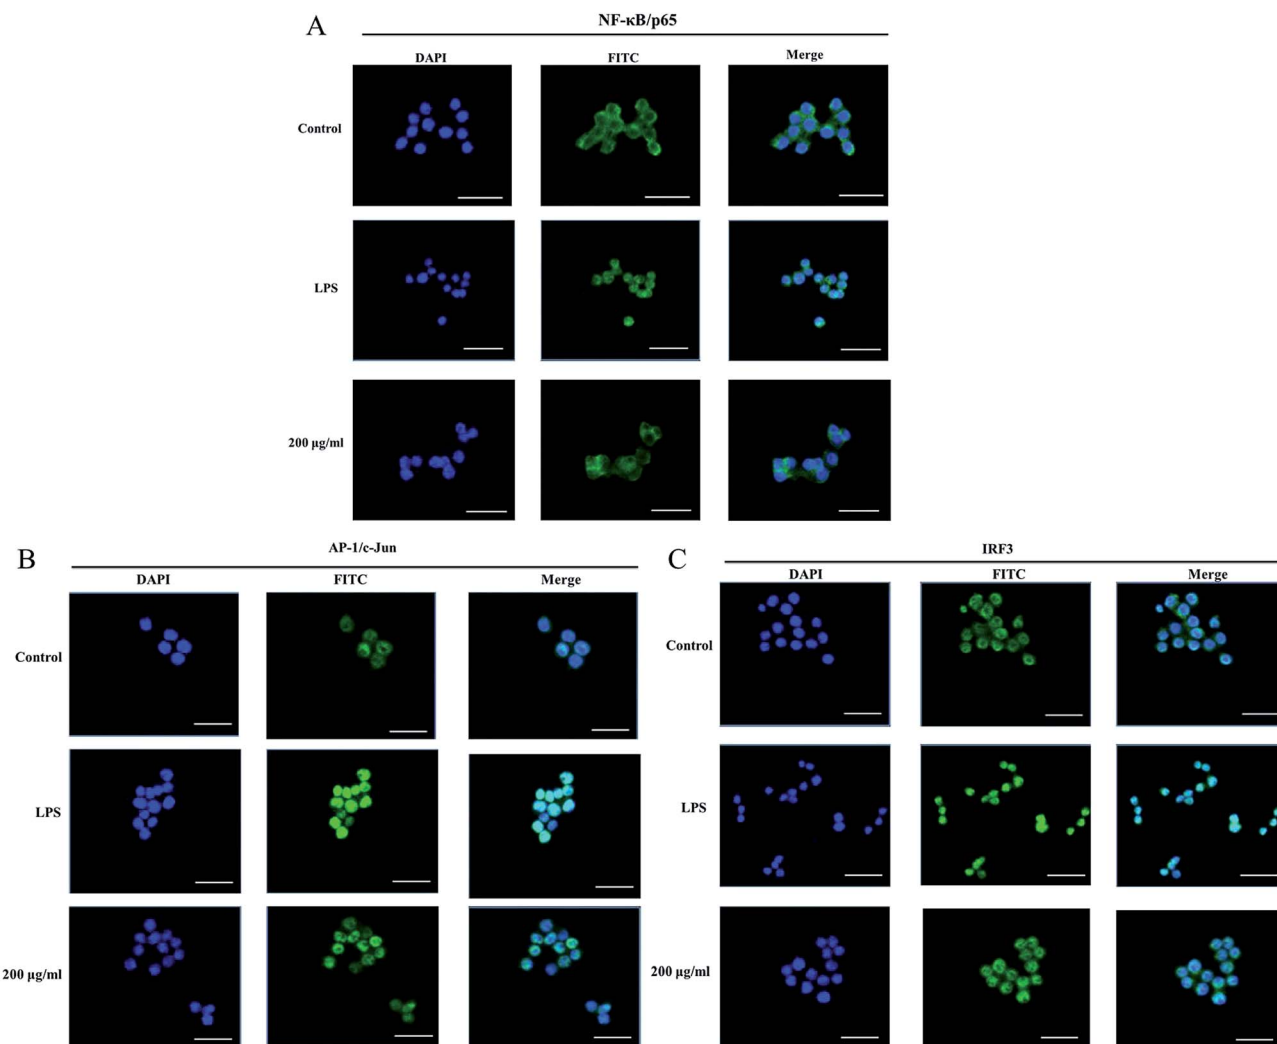 A
NF-κB/p65
DAPI FITC Merge
Control
LPS
200 μg/ml
B
AP-1/c-Jun
DAPI FITC Merge
Control
LPS
200 μg/ml
C
IRF3
DAPI FITC Merge
Control
LPS
200 μg/ml